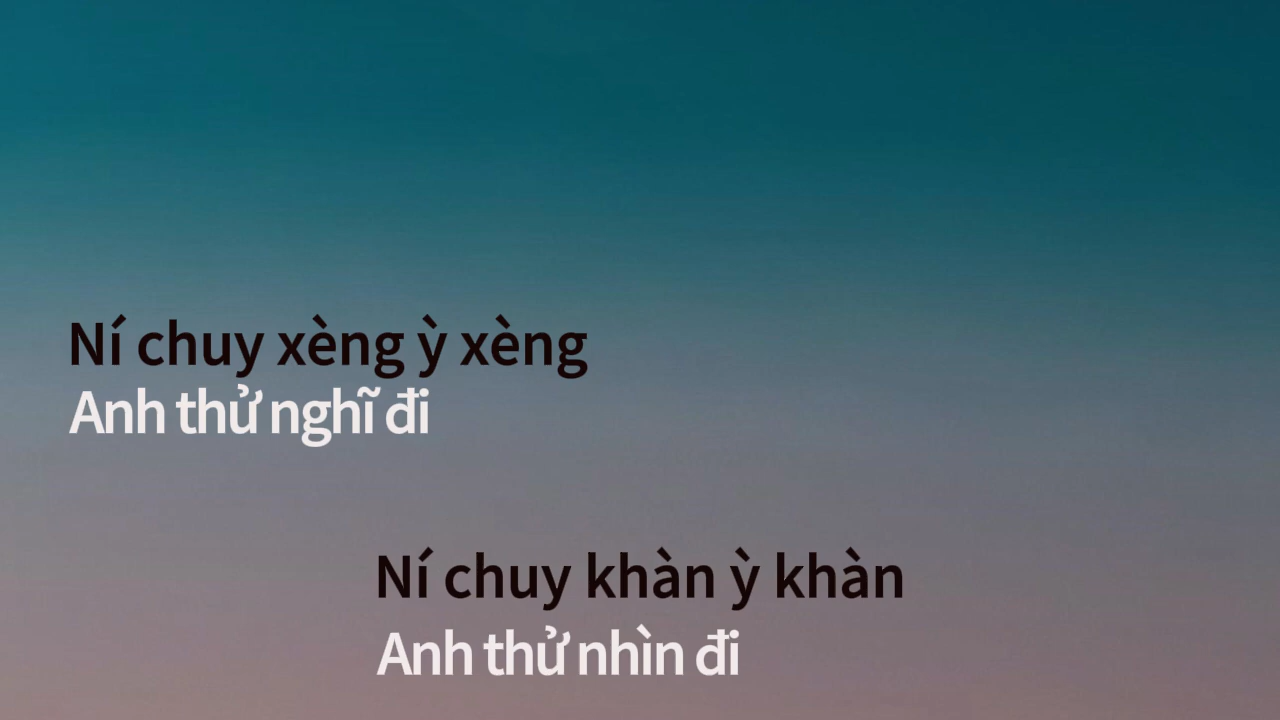 Ní chuy xèng ỳ xèng
Anh thử nghĩ đi
Ní chuy khàn ỳ khàn
Anh thử nhìn đi